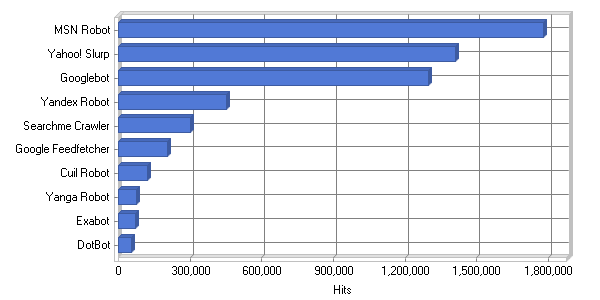 MSN Robot
Yahoo! Slurp
Googlebot
Yandex Robot
Searchme Crawler
Google Feedfetcher
Cuil Robot
Yanga Robot
Exabot
DotBot
0 300,000 600,000 900,000 1,200,000 1,500,000 1,800,000
Hits